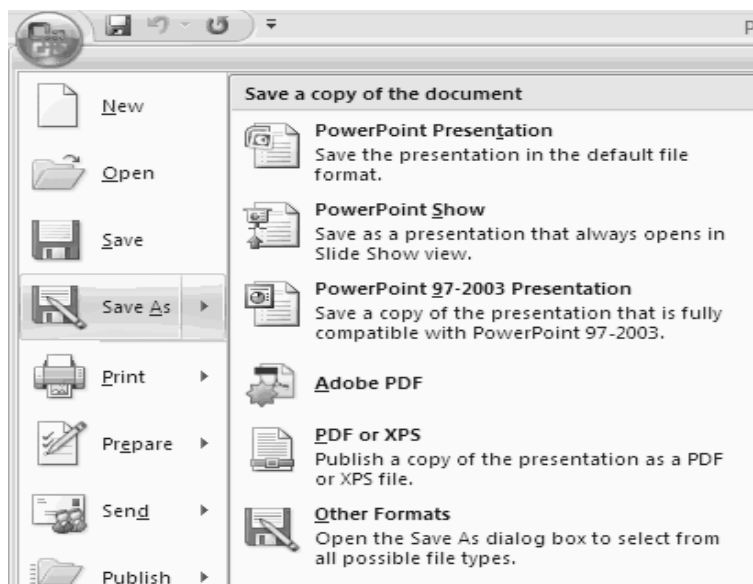 P
New
Open
Save
Save As
Print
Prepare
Send
Publish
Save a copy of the document
PowerPoint Presentation
Save the presentation in the default file
format.
PowerPoint Show
Save as a presentation that always opens in
Slide Show view.
PowerPoint 97-2003 Presentation
Save a copy of the presentation that is fully
compatible with PowerPoint 97-2003.
Adobe PDF
PDF or XPS
Publish a copy of the presentation as a PDF
or XPS file.
Other Formats
Open the Save As dialog box to select from
all possible file types.